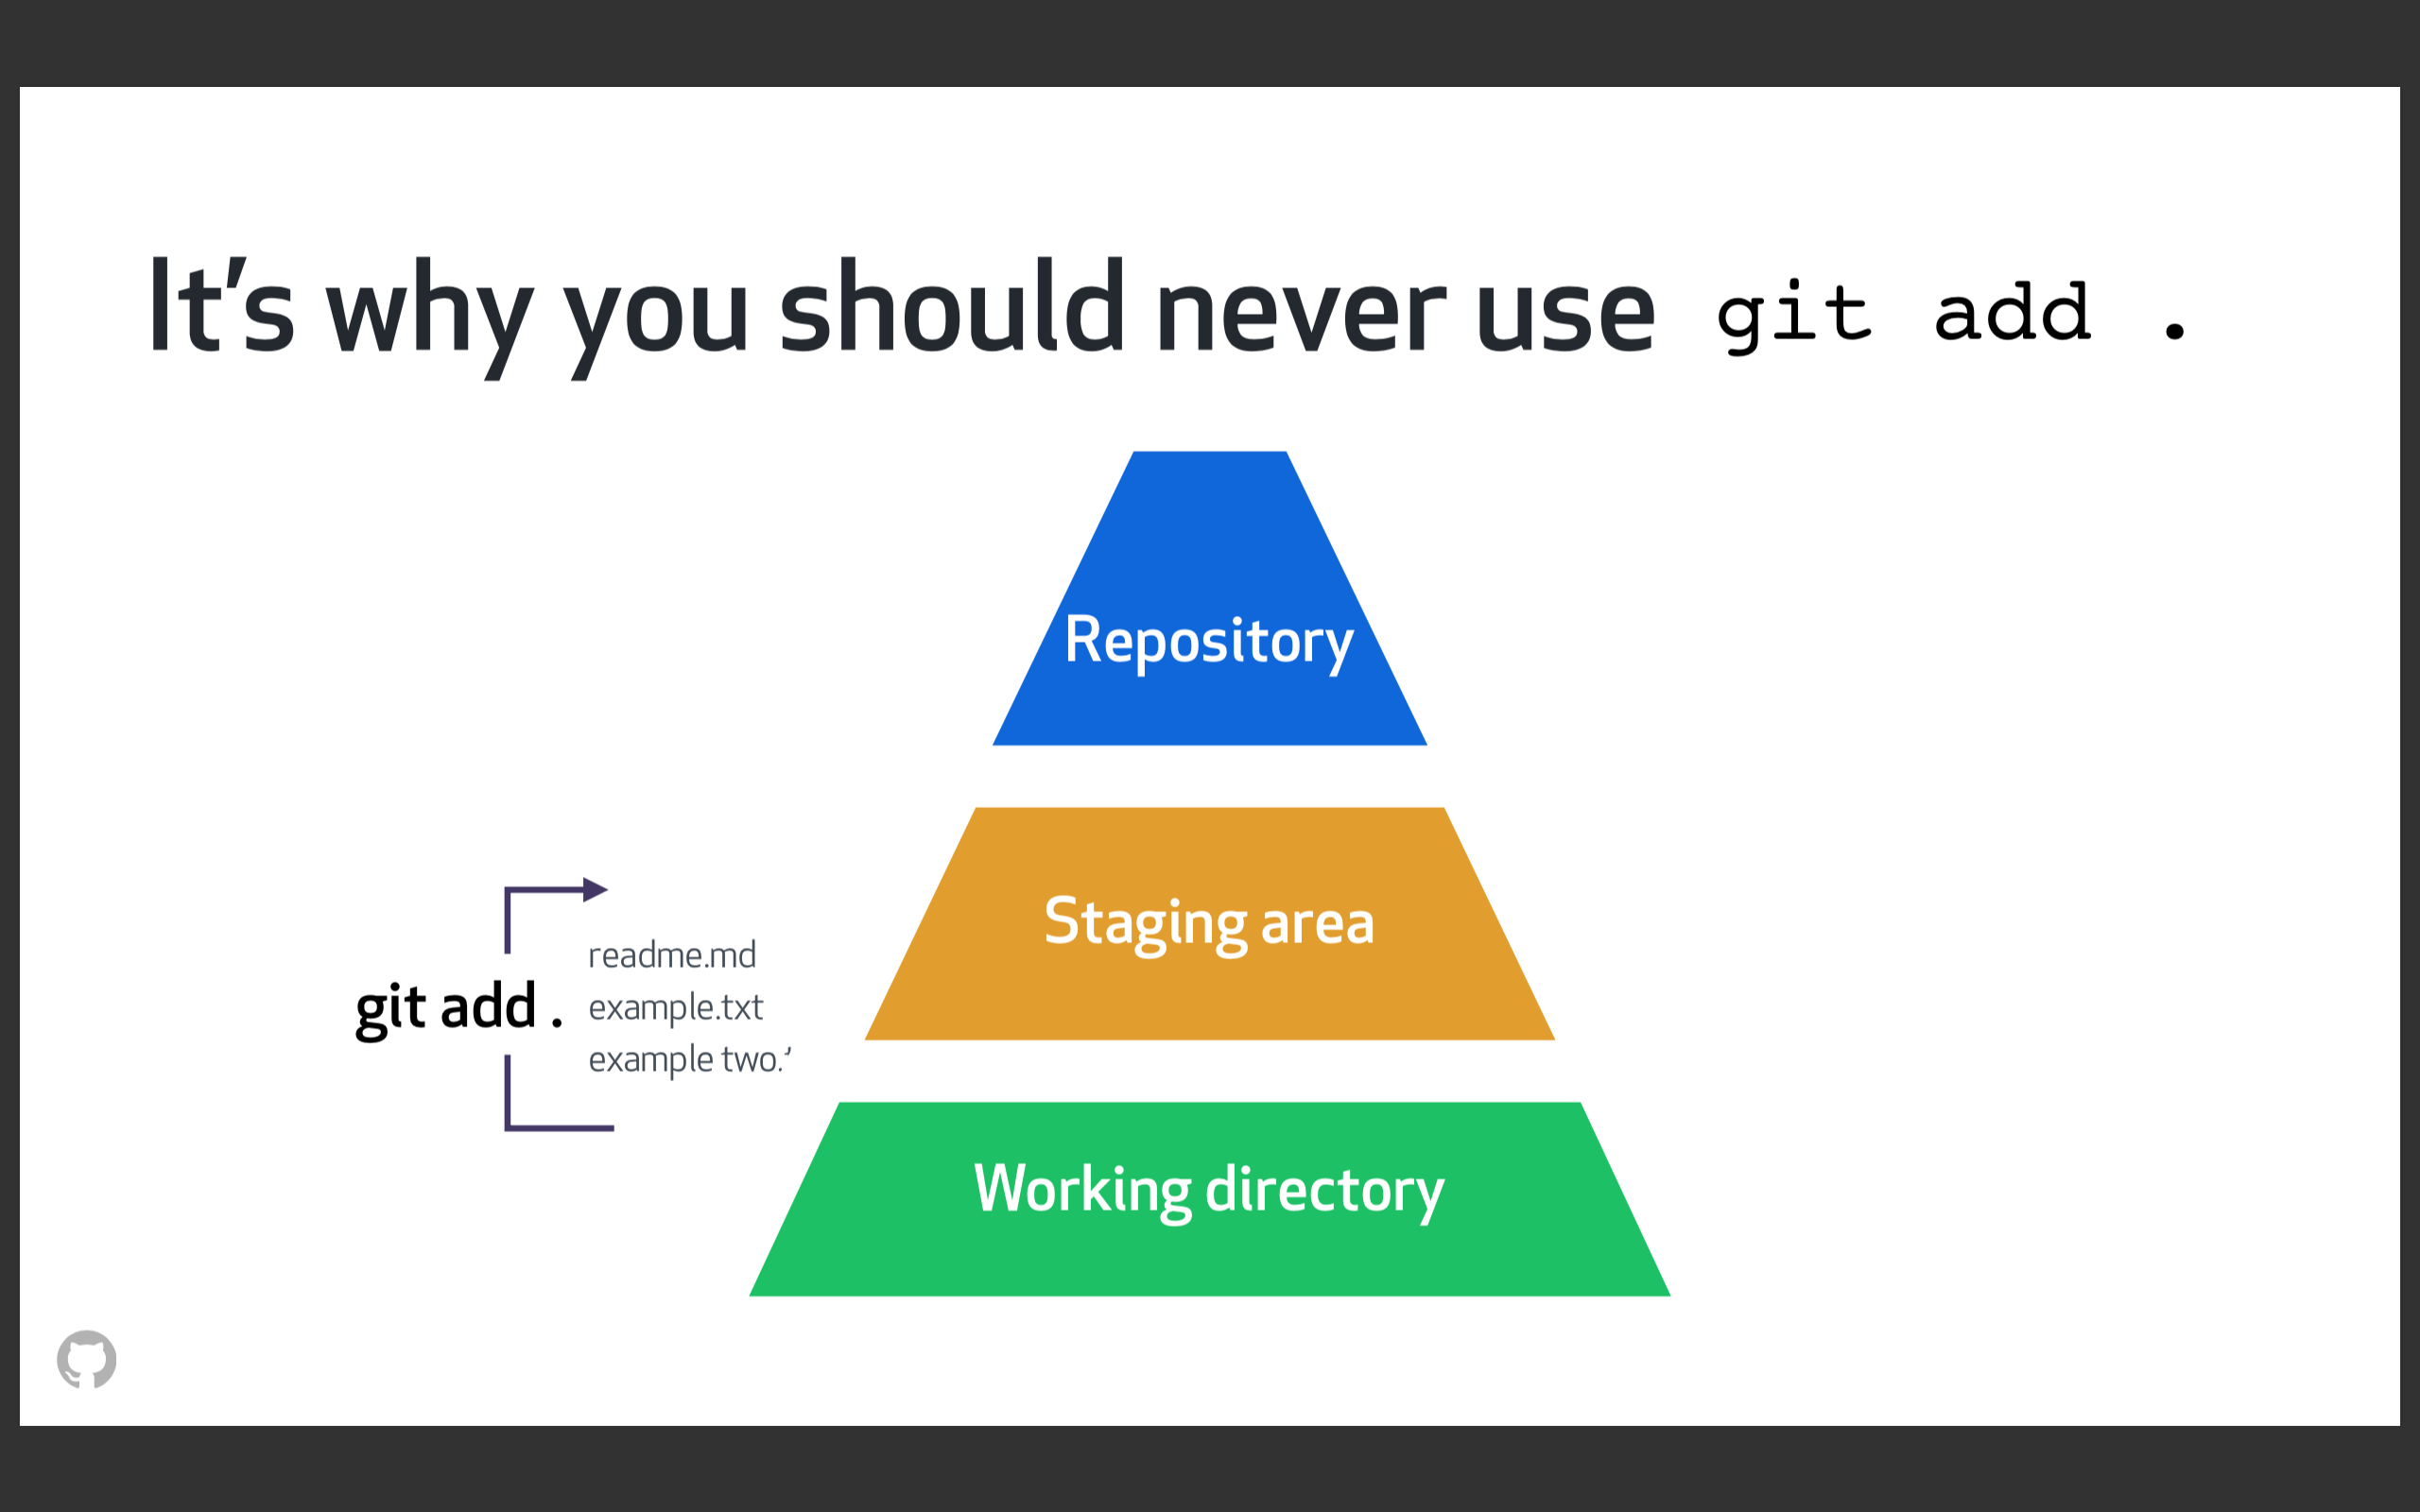 It’s why you should never use git add .
Repository
Staging area
readme.md
git add .
example.txt
example two.’
Working directory